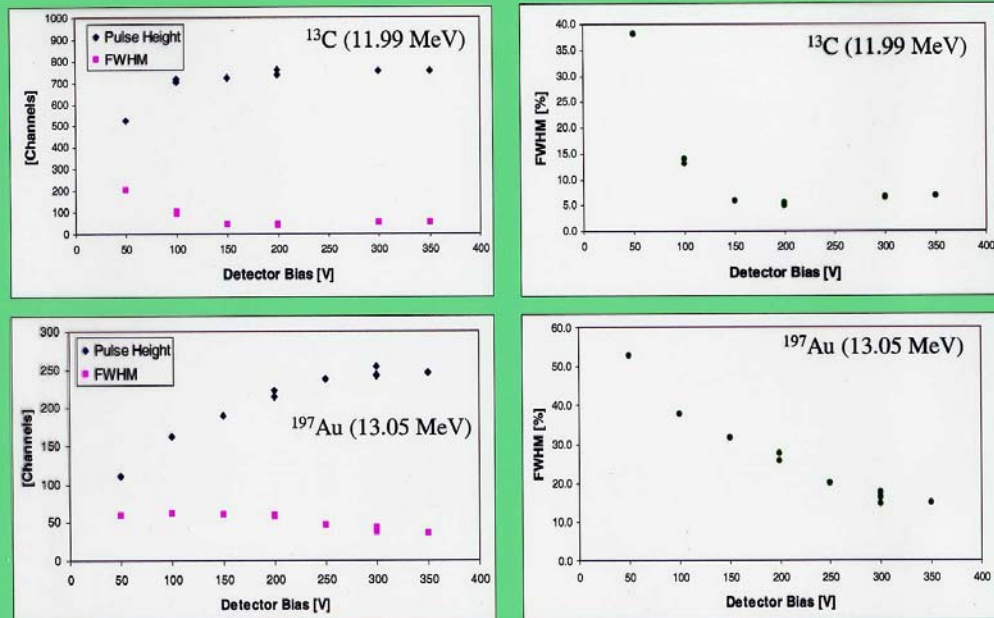 1000
900
800
700
600
500
400
300
200
100
0
[Channels]
Pulse Height
FWHM
¹³C (11.99 MeV)
0 50 100 150 200 250 300 350 400
Detector Bias [V]
40.0
35.0
30.0
25.0
20.0
15.0
10.0
5.0
0.0
FWHM [%]
¹³C (11.99 MeV)
0 50 100 150 200 250 300 350 400
Detector Bias [V]
300
250
200
150
100
50
0
[Channels]
Pulse Height
FWHM
¹⁹⁷Au (13.05 MeV)
0 50 100 150 200 250 300 350 400
Detector Bias [V]
60.0
50.0
40.0
30.0
20.0
10.0
0.0
FWHM [%]
¹⁹⁷Au (13.05 MeV)
0 50 100 150 200 250 300 350 400
Detector Bias [V]